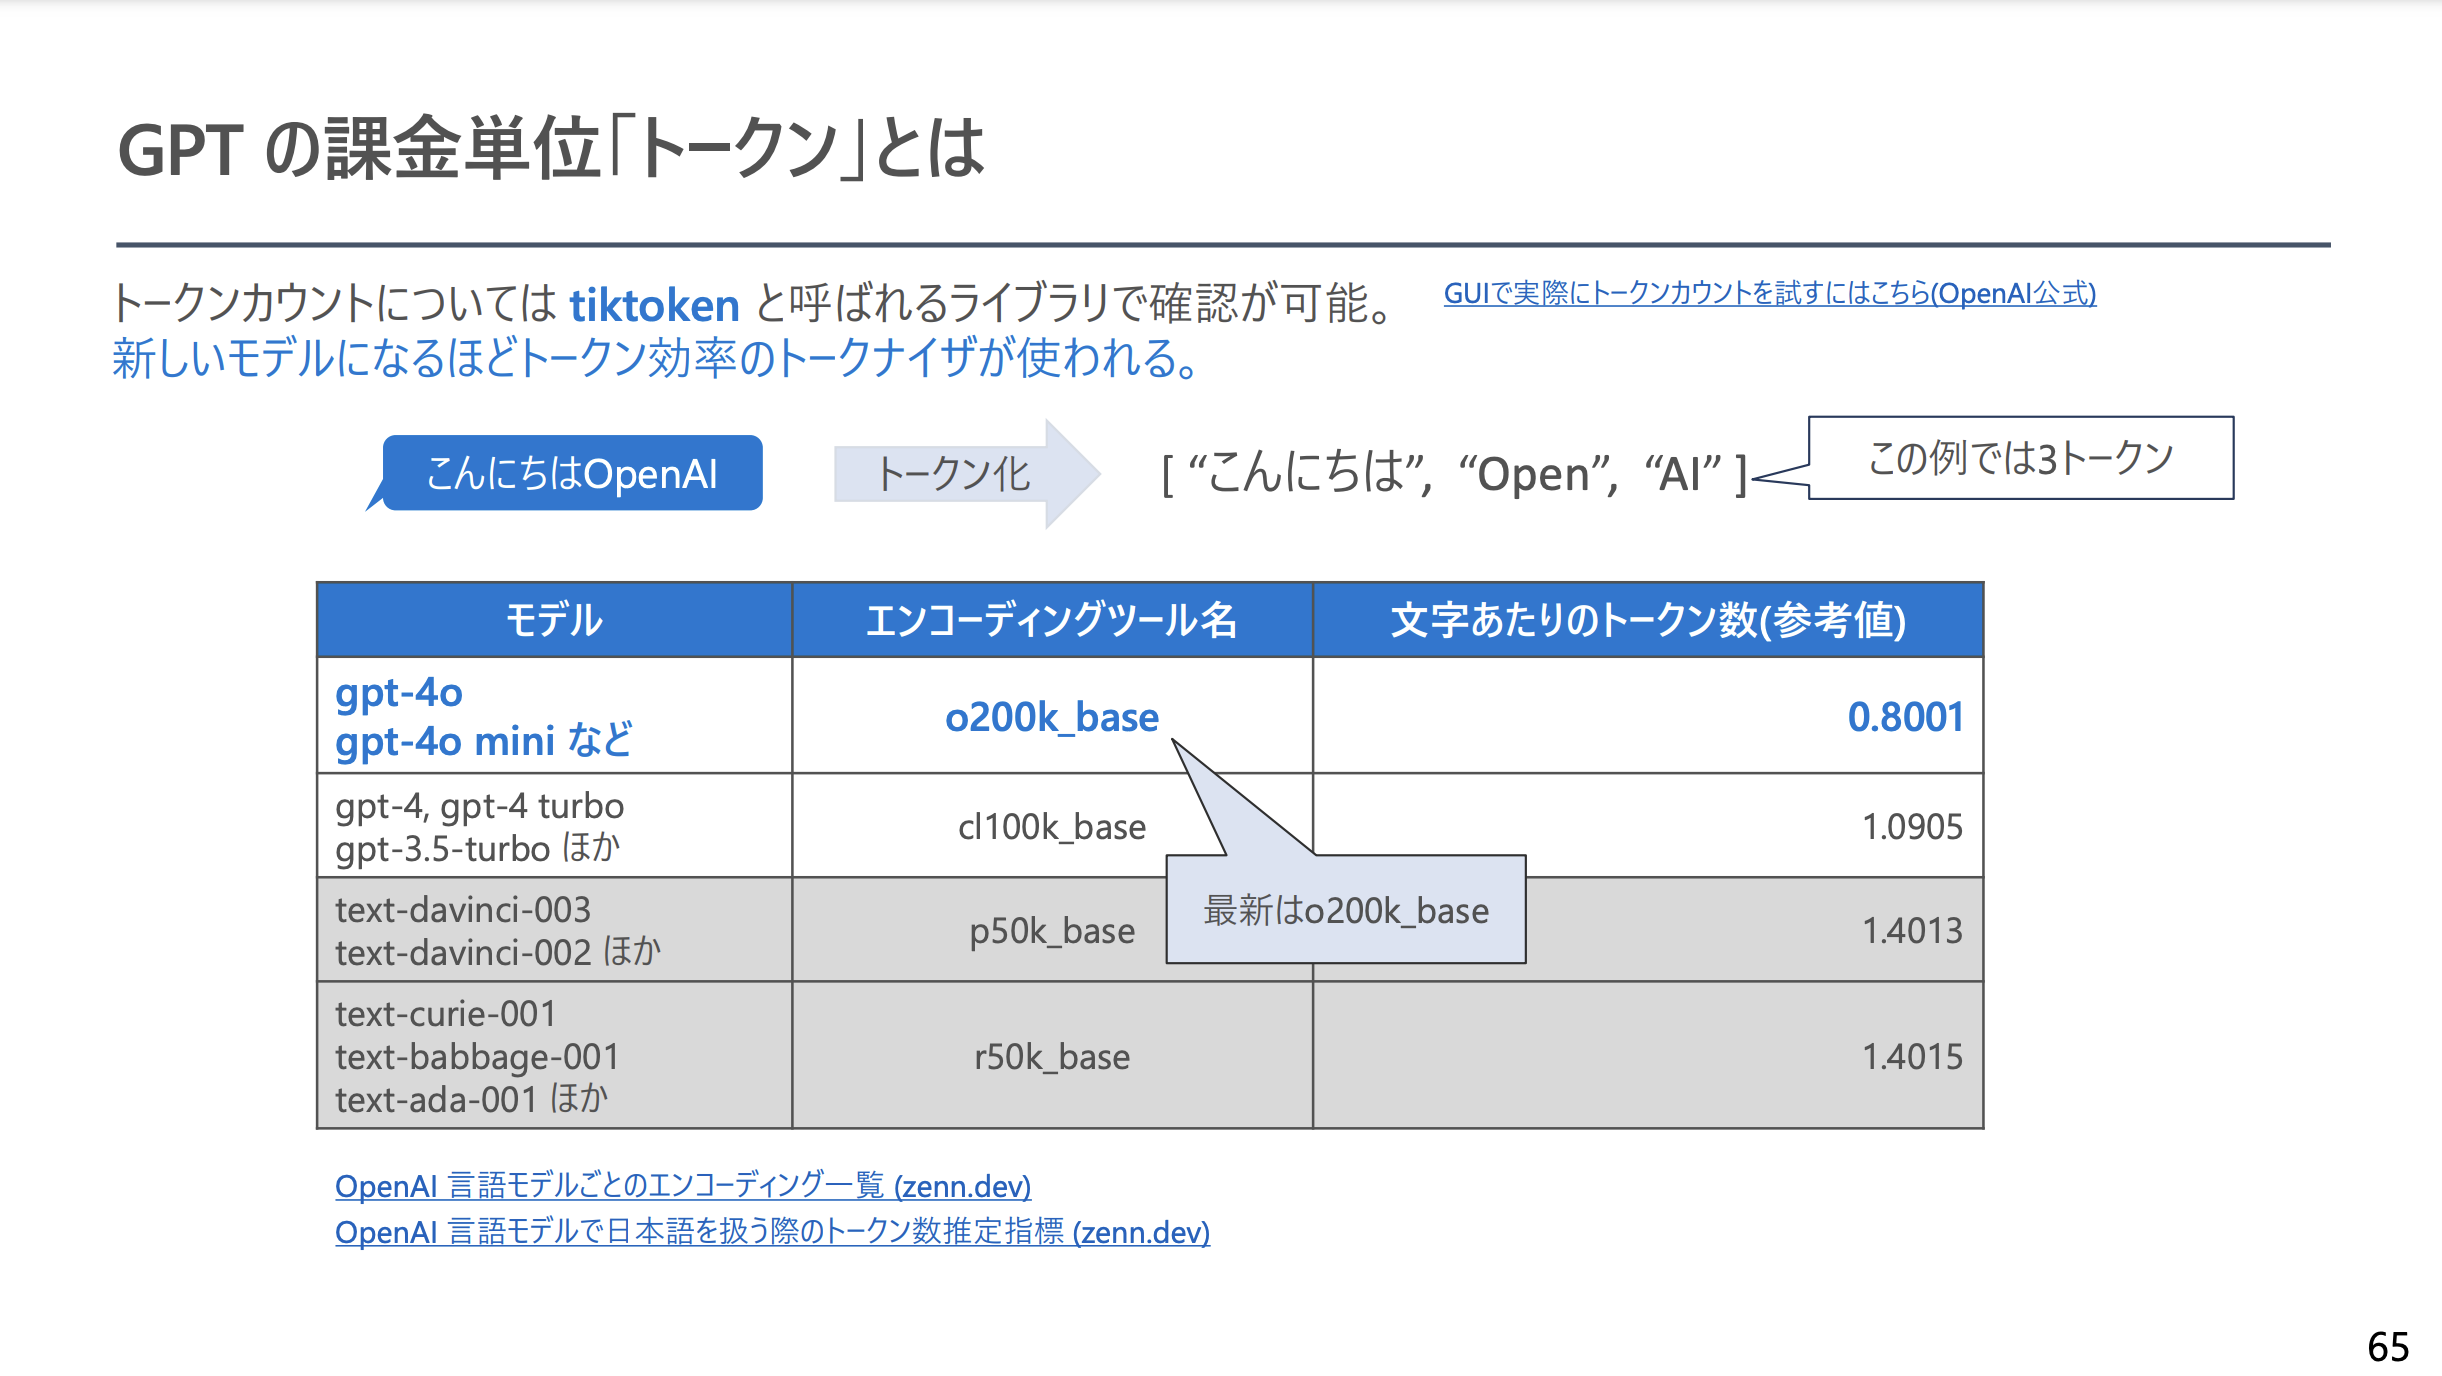 GPT の課金単位「トークン」とは
トークンカウントについては tiktoken と呼ばれるライブラリで確認が可能。
GUIで実際にトークンカウントを試すにはこちら(OpenAI公式)
新しいモデルになるほどトークン効率のトークナイザが使われる。
こんにちはOpenAI
トークン化
[ “こんにちは”, “Open”, “AI” ]
この例では3トークン
モデル エンコーディングツール名 文字あたりのトークン数(参考値)
gpt-4o
gpt-4o mini など
o200k_base
0.8001
gpt-4, gpt-4 turbo
gpt-3.5-turbo ほか
cl100k_base
1.0905
最新はo200k_base
text-davinci-003
text-davinci-002 ほか
p50k_base
1.4013
text-curie-001
text-babbage-001
text-ada-001 ほか
r50k_base
1.4015
OpenAI 言語モデルごとのエンコーディング一覧 (zenn.dev)
OpenAI 言語モデルで日本語を扱う際のトークン数推定指標 (zenn.dev)
65